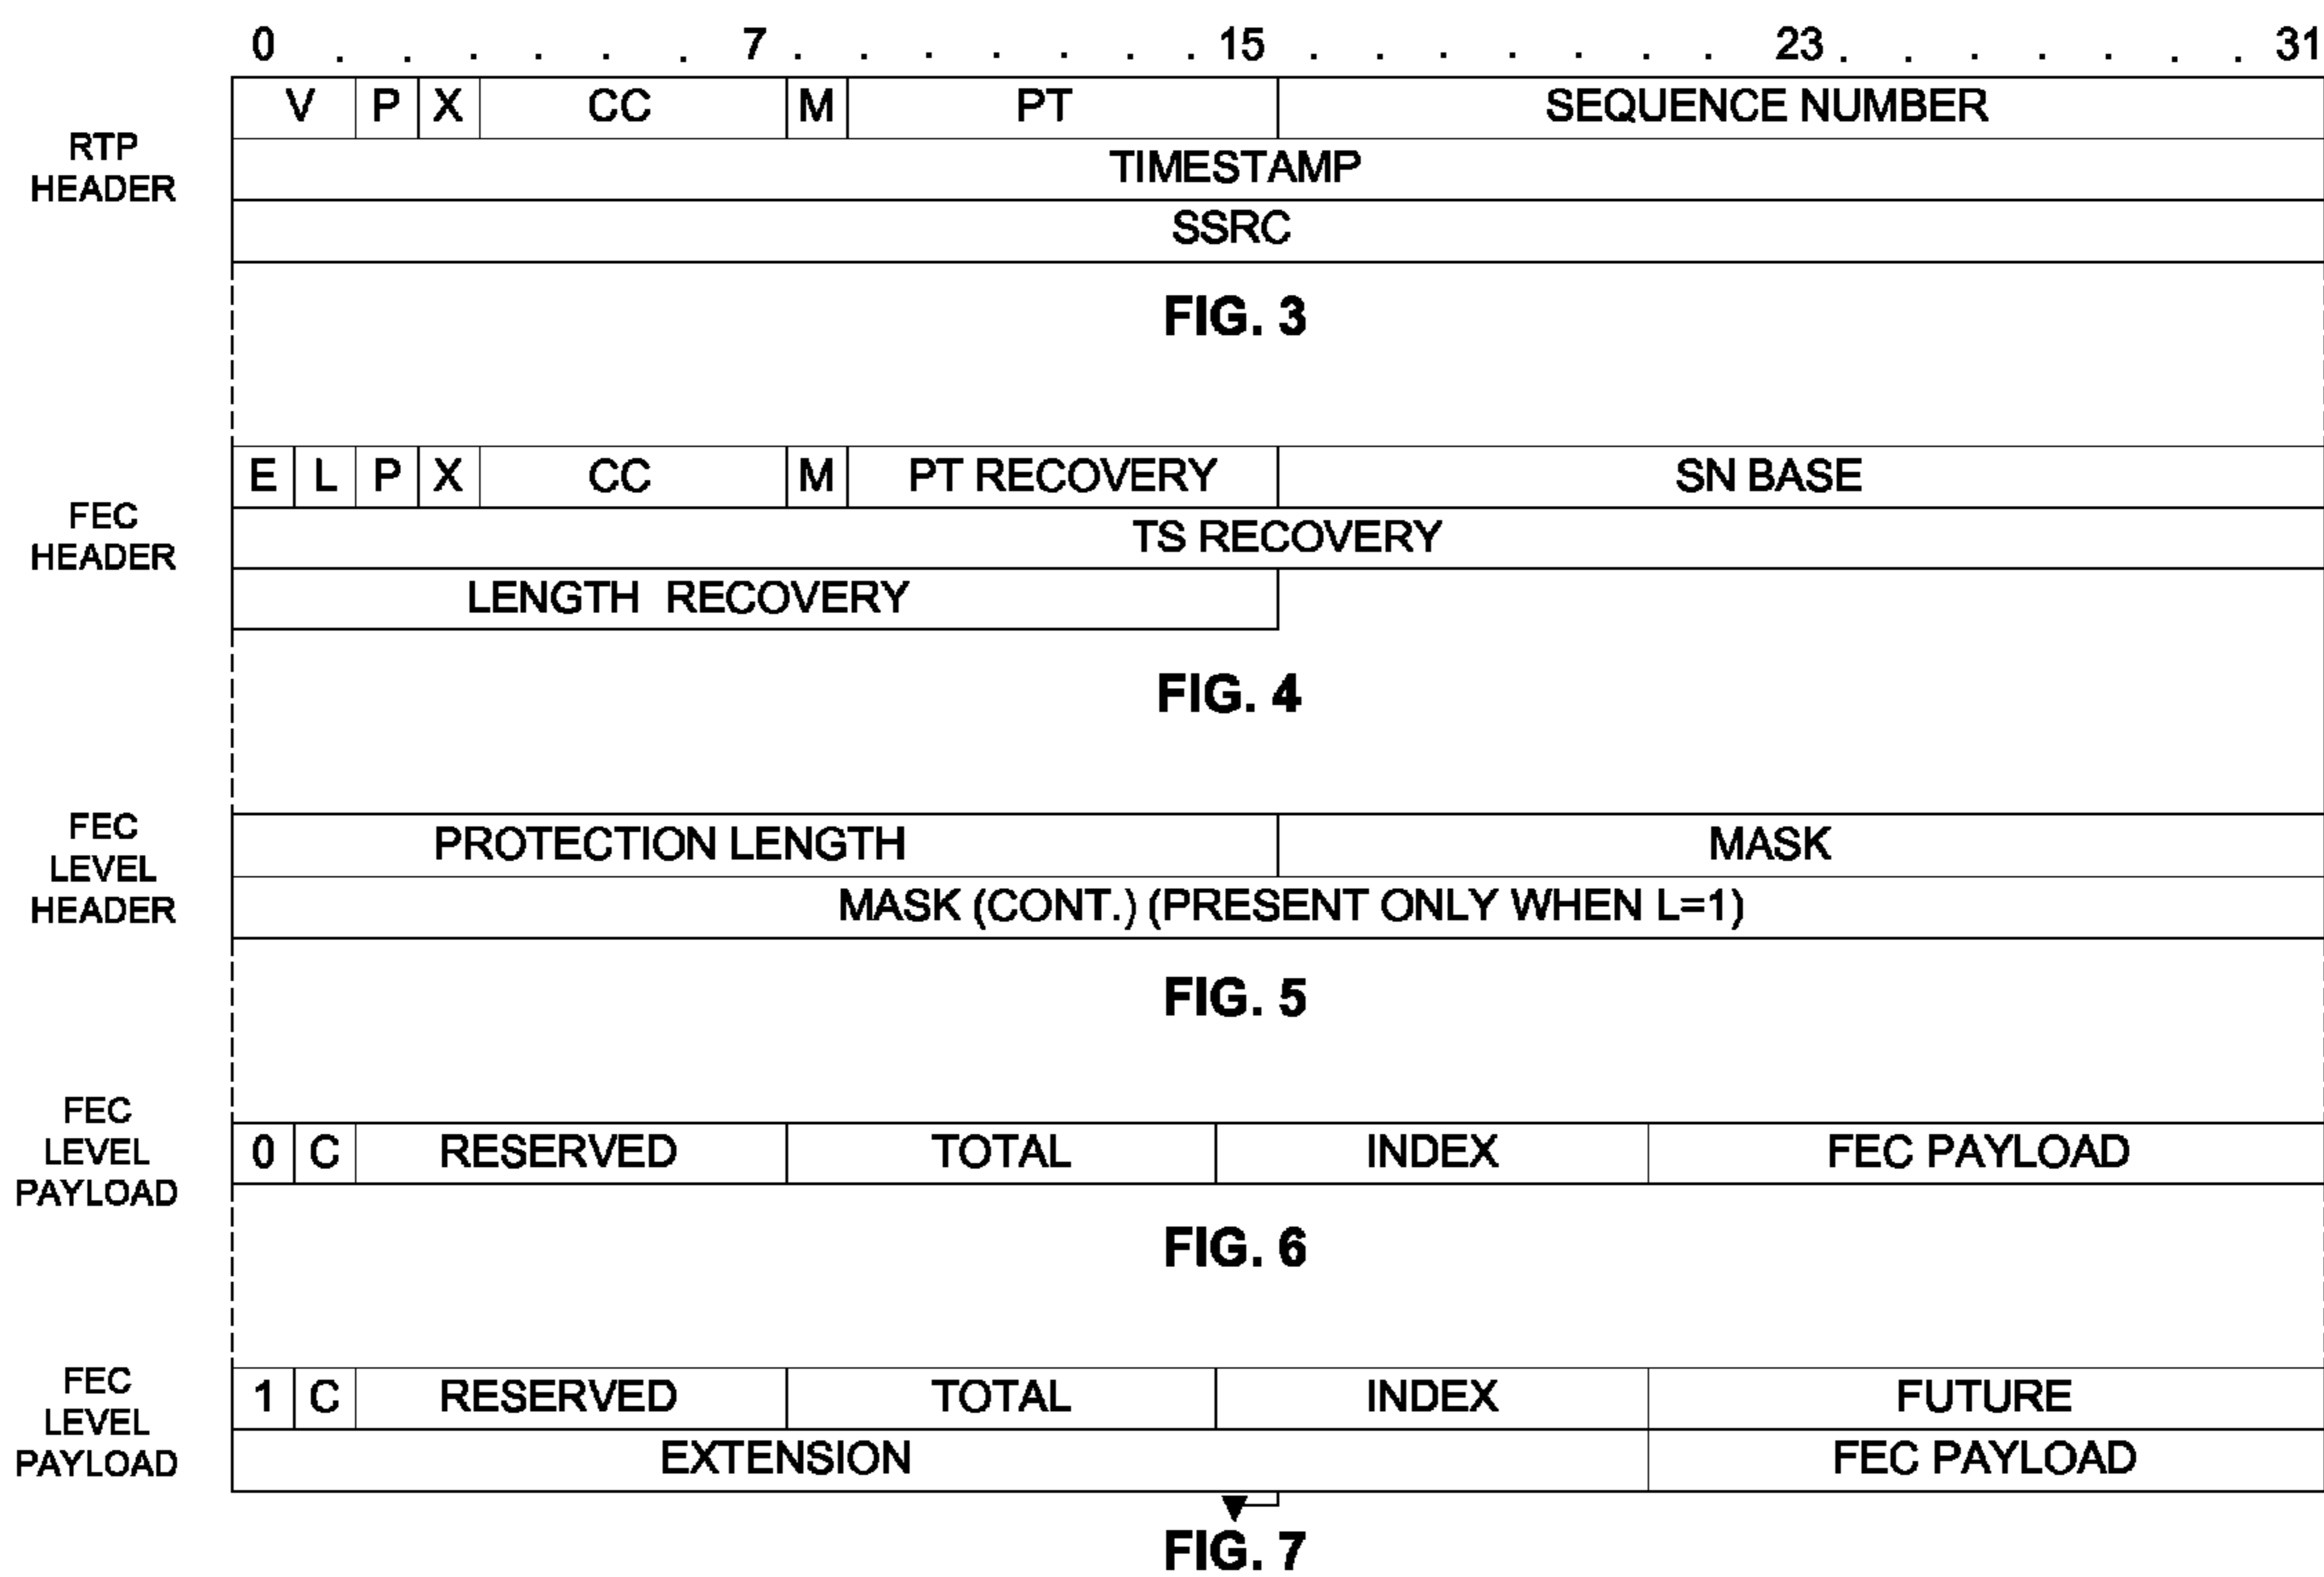 0 . . . . . . 7 . . . . . . . 15 . . . . . . . 23 . . . . . . . 31
V P X CC M PT SEQUENCE NUMBER
RTP
HEADER
TIMESTAMP
SSRC
FIG. 3
E L P X CC M PT RECOVERY SN BASE
FEC
HEADER
TS RECOVERY
LENGTH RECOVERY
FIG. 4
FEC
LEVEL
HEADER
PROTECTION LENGTH MASK
MASK (CONT.) (PRESENT ONLY WHEN L=1)
FIG. 5
FEC
LEVEL
PAYLOAD
0 C RESERVED TOTAL INDEX FEC PAYLOAD
FIG. 6
FEC
LEVEL
PAYLOAD
1 C RESERVED TOTAL INDEX FUTURE
EXTENSION FEC PAYLOAD
FIG. 7